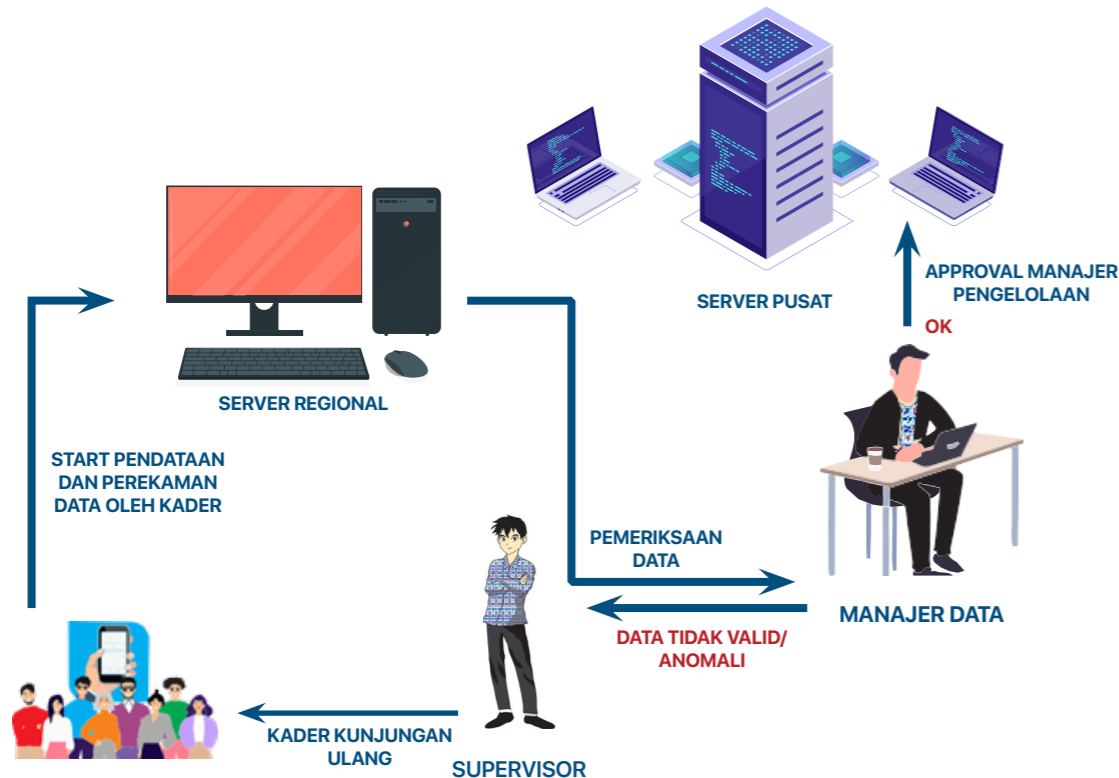 SERVER PUSAT
APPROVAL MANAJER
PENGELOLAAN
OK
SERVER REGIONAL
START PENDATAAN
DAN PEREKAMAN
DATA OLEH KADER
PEMERIKSAAN
DATA
MANAJER DATA
DATA TIDAK VALID/
ANOMALI
KADER KUNJUNGAN
ULANG
SUPERVISOR